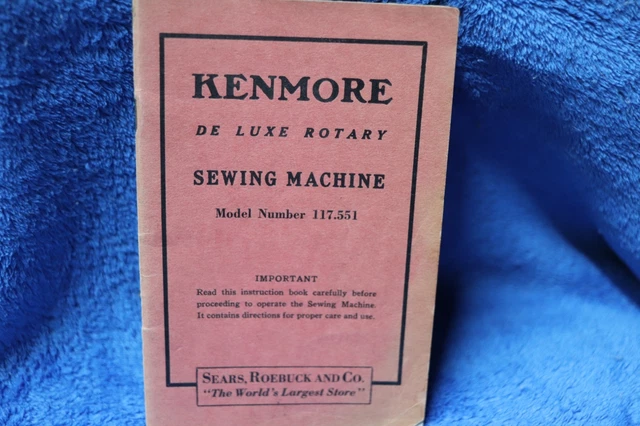 KENMORE
DE LUXE ROTARY
SEWING MACHINE
Model Number 117.551
IMPORTANT
Read this instruction book carefully before
proceeding to operate the Sewing Machine.
It contains directions for proper care and use.
SEARS, ROEBUCK AND CO.
"The World's Largest Store"